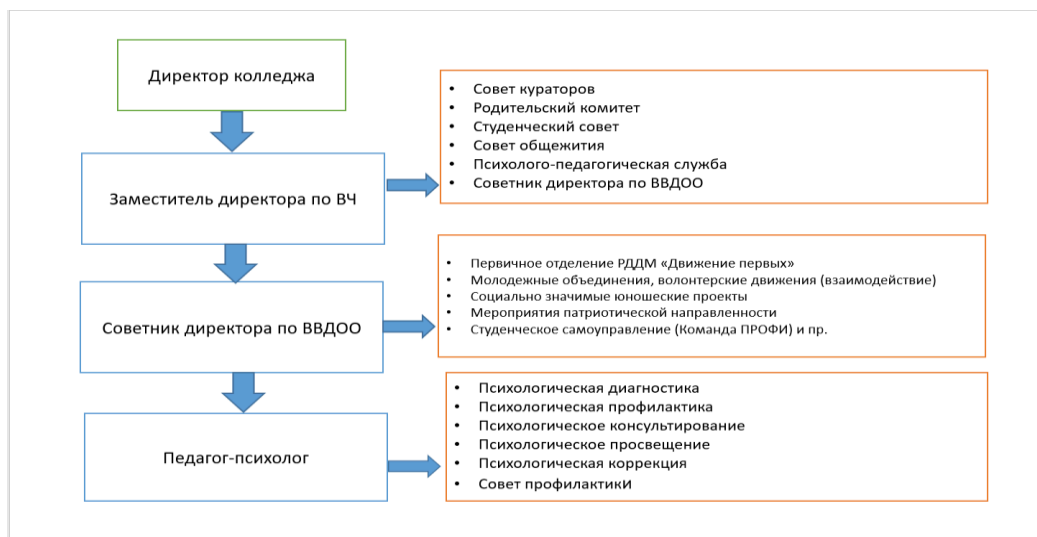 Директор колледжа
• Совет кураторов
• Родительский комитет
• Студенческий совет
• Совет общежития
• Психолого-педагогическая служба
• Советник директора по ВВДОО
Заместитель директора по ВЧ
• Первичное отделение РДДМ «Движение первых»
• Молодежные объединения, волонтерские движения (взаимодействие)
• Социально значимые юношеские проекты
• Мероприятия патриотической направленности
• Студенческое самоуправление (Команда ПРОФИ) и пр.
Советник директора по ВВДОО
• Психологическая диагностика
• Психологическая профилактика
• Психологическое консультирование
• Психологическое просвещение
• Психологическая коррекция
• Совет профилактики
Педагог-психолог